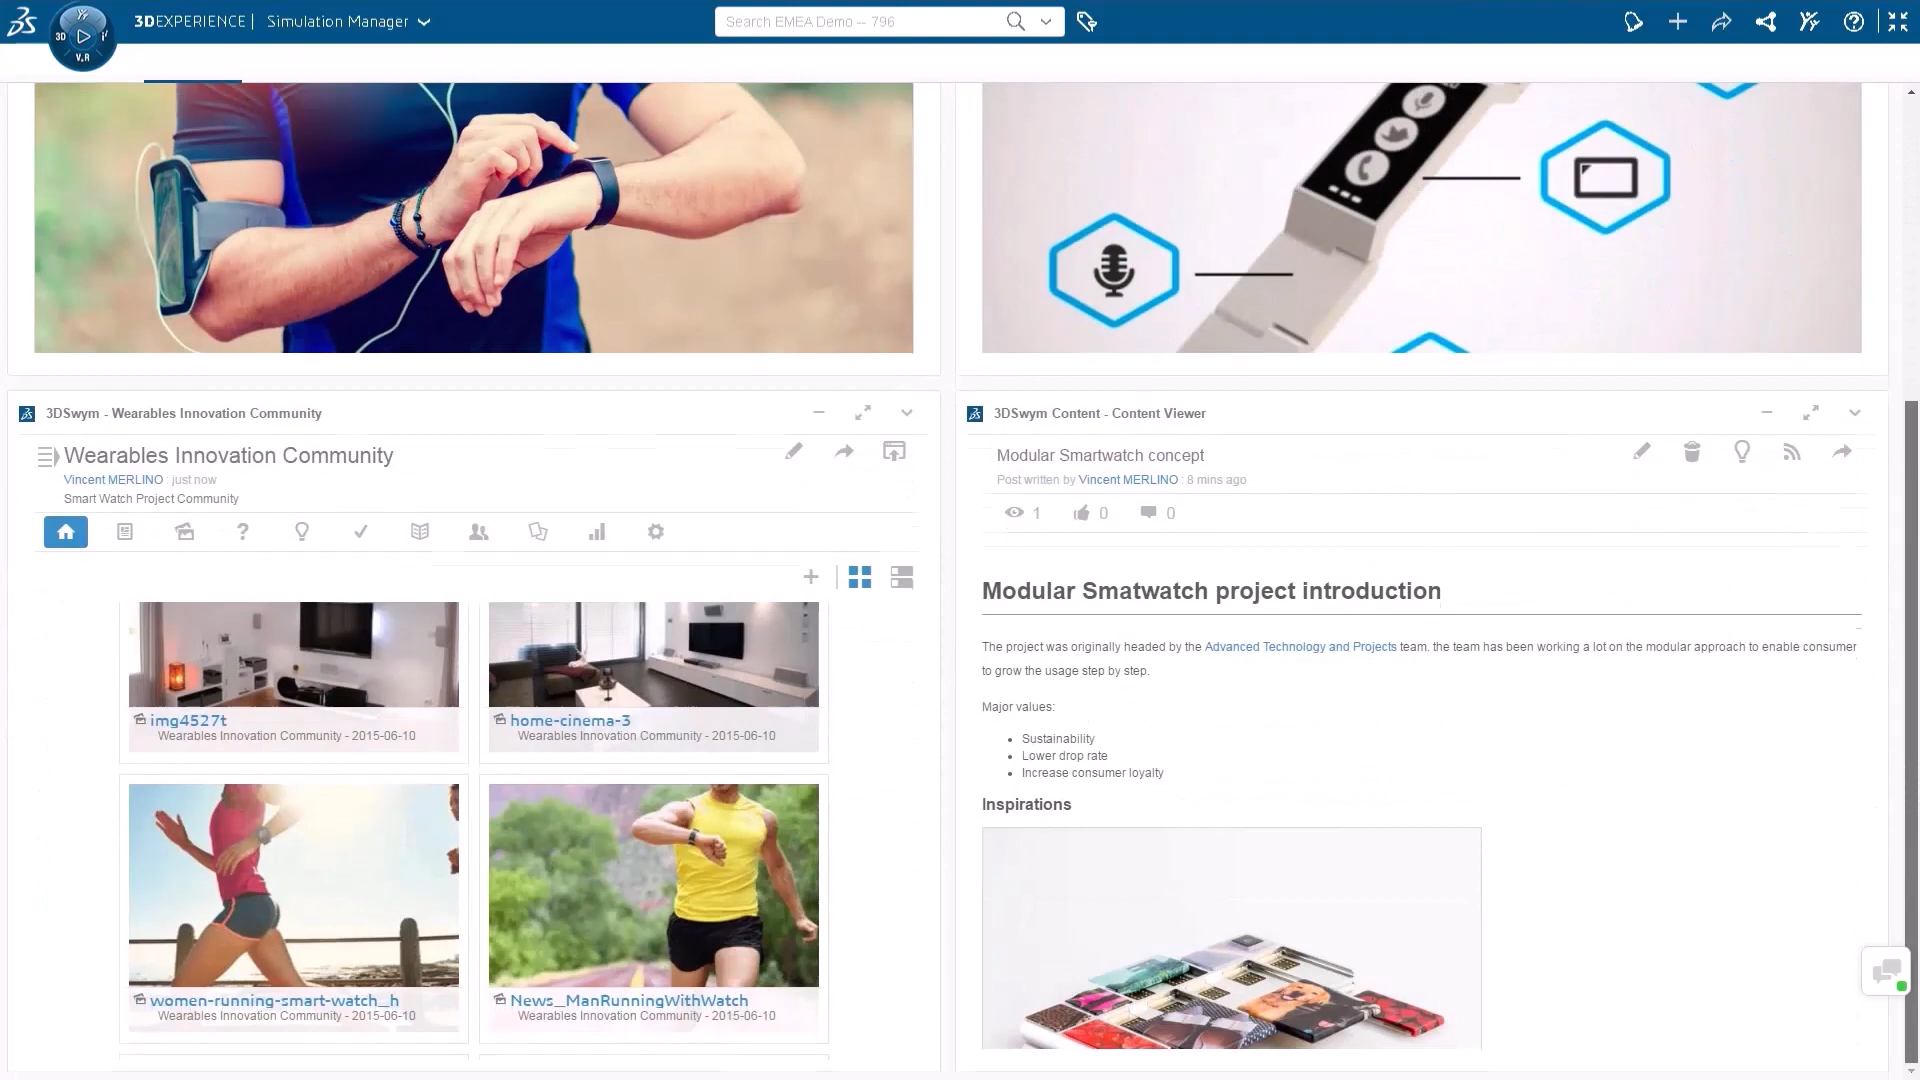 3DEXPERIENCE | Simulation Manager
Search EMEA Demo -- 796
3D
V.R
3DSwym - Wearables Innovation Community
Wearables Innovation Community
Vincent MERLINO : just now
Smart Watch Project Community
img4527t
Wearables Innovation Community - 2015-06-10
home-cinema-3
Wearables Innovation Community - 2015-06-10
women-running-smart-watch_h
Wearables Innovation Community - 2015-06-10
News_ManRunningWithWatch
Wearables Innovation Community - 2015-06-10
3DSwym Content - Content Viewer
Modular Smartwatch concept
Post written by Vincent MERLINO : 8 mins ago
1 0 0
Modular Smatwatch project introduction
The project was originally headed by the Advanced Technology and Projects team. the team has been working a lot on the modular approach to enable consumer
to grow the usage step by step.
Major values:
Sustainability
Lower drop rate
Increase consumer loyalty
Inspirations